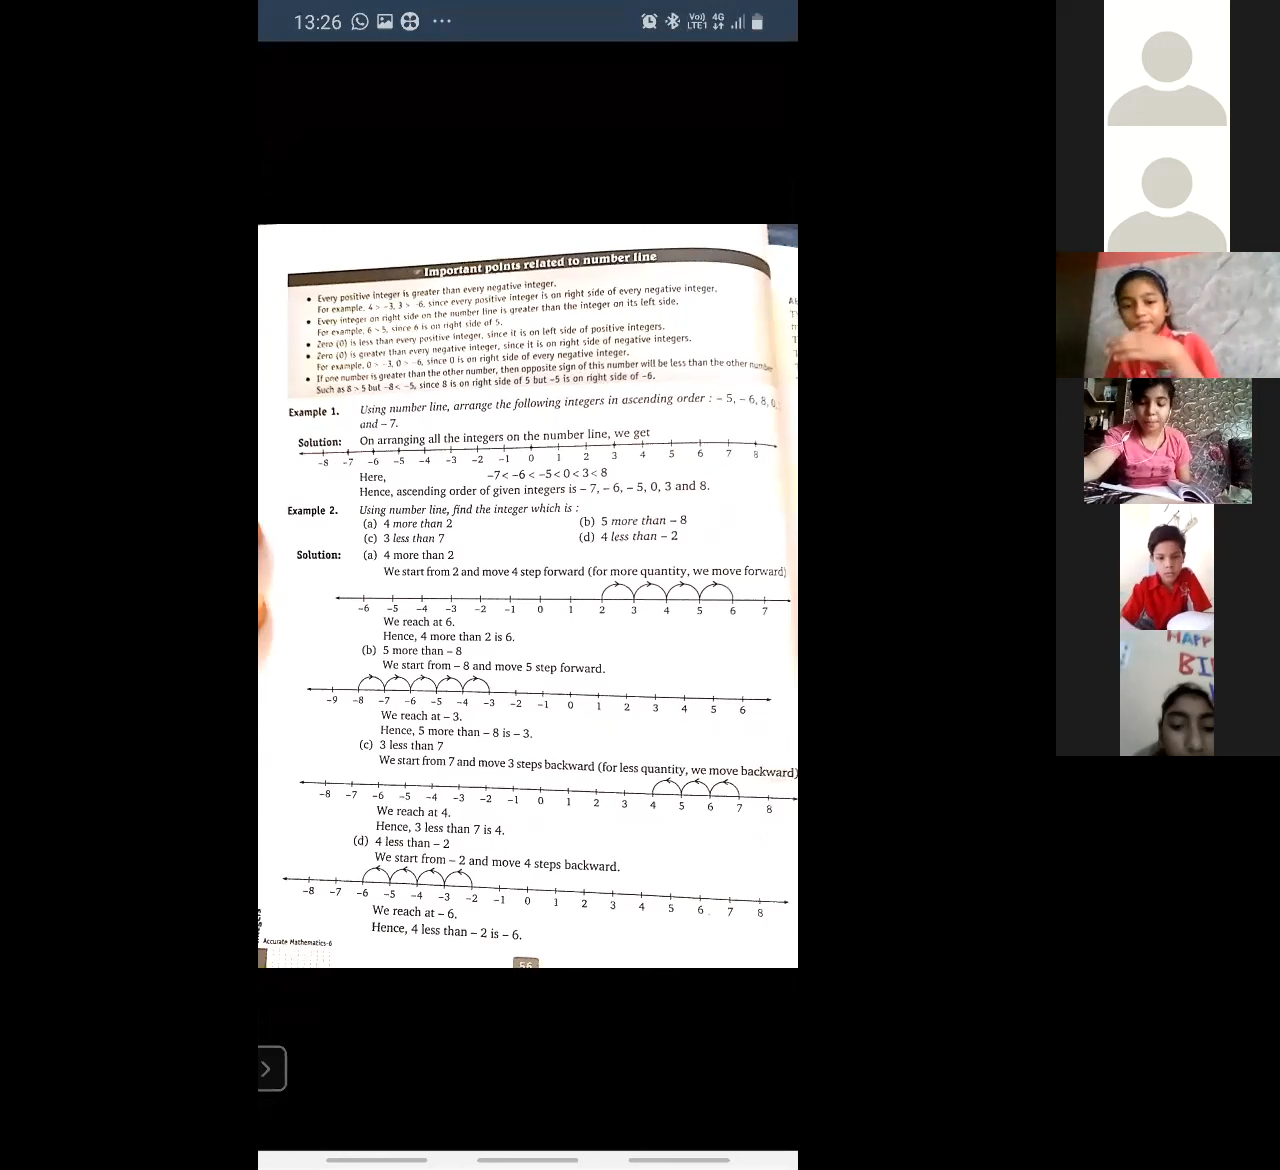 13:26
Vo) 4G
LTE1
Important points related to number line
• Every positive integer is greater than every negative integer.
For example, 4 > -3, 3 > -6, since every positive integer is on right side of every negative integer.
• Every integer on right side on the number line is greater than the integer on its left side.
For example, 6 > 5, since 6 is on right side of 5.
• Zero (0) is less than every positive integer, since it is on left side of positive integers.
• Zero (0) is greater than every negative integer, since it is on right side of negative integers.
For example, 0 > -3, 0 > -6, since 0 is on right side of every negative integer.
• If one number is greater than the other number, then opposite sign of this number will be less than the other number
Such as 8 > 5 but -8 < -5, since 8 is on right side of 5 but -5 is on right side of -6.
Example 1. Using number line, arrange the following integers in ascending order : – 5, – 6, 8, 0,
and – 7.
Solution: On arranging all the integers on the number line, we get
-8 -7 -6 -5 -4 -3 -2 -1 0 1 2 3 4 5 6 7 8
Here, -7 < -6 < -5 < 0 < 3 < 8
Hence, ascending order of given integers is – 7, – 6, – 5, 0, 3 and 8.
Example 2. Using number line, find the integer which is :
(a) 4 more than 2 (b) 5 more than – 8
(c) 3 less than 7 (d) 4 less than – 2
Solution: (a) 4 more than 2
We start from 2 and move 4 step forward (for more quantity, we move forward)
-6 -5 -4 -3 -2 -1 0 1 2 3 4 5 6 7
We reach at 6.
Hence, 4 more than 2 is 6.
(b) 5 more than – 8
We start from – 8 and move 5 step forward.
-9 -8 -7 -6 -5 -4 -3 -2 -1 0 1 2 3 4 5 6
We reach at – 3.
Hence, 5 more than – 8 is – 3.
(c) 3 less than 7
We start from 7 and move 3 steps backward (for less quantity, we move backward)
-8 -7 -6 -5 -4 -3 -2 -1 0 1 2 3 4 5 6 7 8
We reach at 4.
Hence, 3 less than 7 is 4.
(d) 4 less than – 2
We start from – 2 and move 4 steps backward.
-8 -7 -6 -5 -4 -3 -2 -1 0 1 2 3 4 5 6 7 8
We reach at – 6.
Hence, 4 less than – 2 is – 6.
Accurate Mathematics-6
56
HAPP
BI